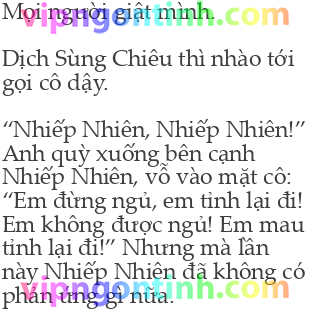 Mọi người giật mình.
vipngontinh.com
Dịch Sùng Chiêu thì nhào tới
gọi cô dậy.
“Nhiếp Nhiên, Nhiếp Nhiên!”
Anh quỳ xuống bên cạnh
Nhiếp Nhiên, vỗ vào mặt cô:
“Em đừng ngủ, em tỉnh lại đi!
Em không được ngủ! Em mau
tỉnh lại đi!” Nhưng mà lần
này Nhiếp Nhiên đã không có
vipngontinh.com
phản ứng gì nữa.